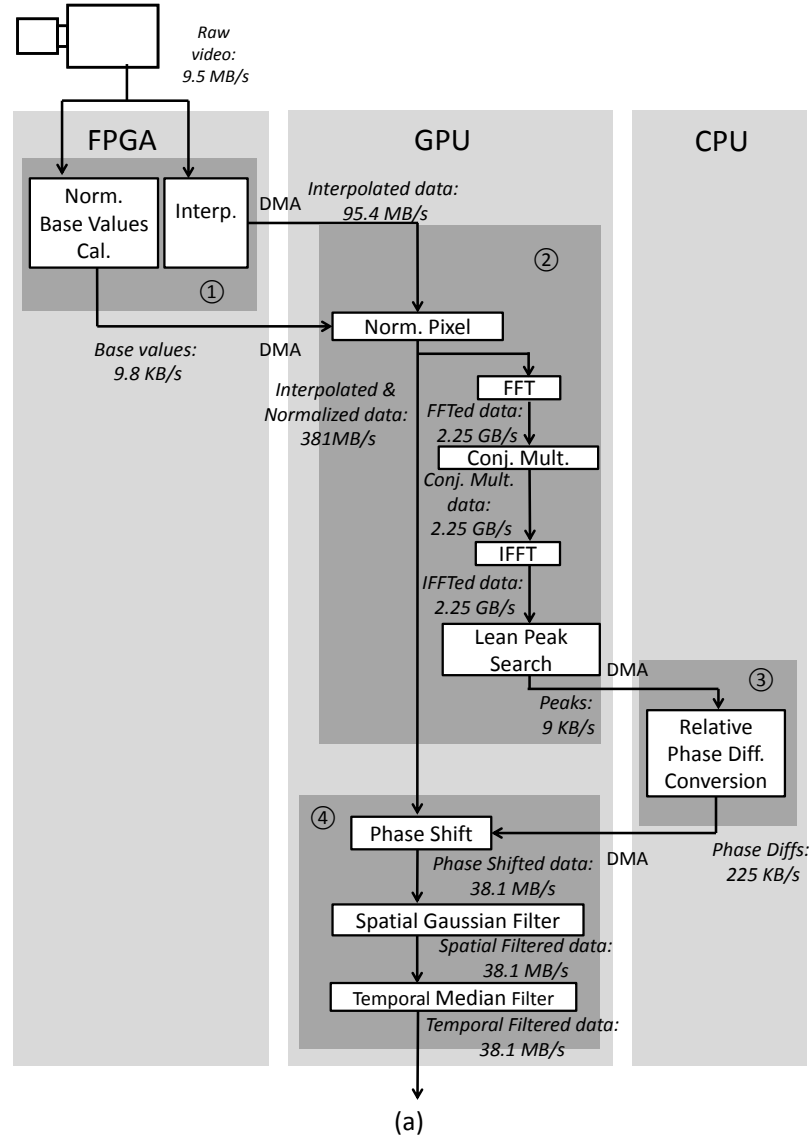 Raw
video:
9.5 MB/s
FPGA
GPU
CPU
Norm.
Base Values
Cal.
Interp.
DMA
Interpolated data:
95.4 MB/s
①
②
Norm. Pixel
Base values:
9.8 KB/s
DMA
Interpolated &
Normalized data:
381MB/s
FFT
FFTed data:
2.25 GB/s
Conj. Mult.
Conj. Mult.
data:
2.25 GB/s
IFFT
IFFTed data:
2.25 GB/s
Lean Peak
Search
DMA
Peaks:
9 KB/s
③
Relative
Phase Diff.
Conversion
④
Phase Shift
DMA
Phase Diffs:
225 KB/s
Phase Shifted data:
38.1 MB/s
Spatial Gaussian Filter
Spatial Filtered data:
38.1 MB/s
Temporal Median Filter
Temporal Filtered data:
38.1 MB/s
(a)